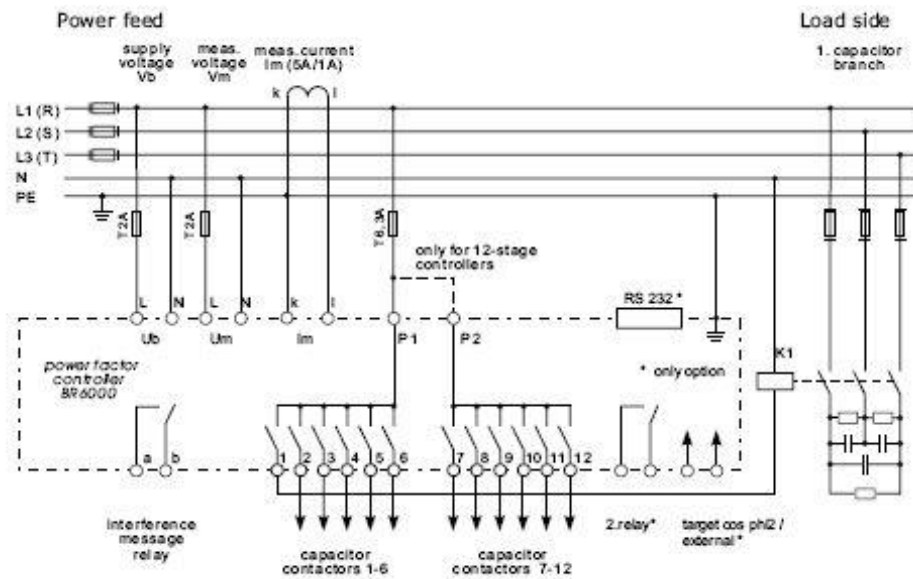 Power feed
Load side
supply voltage Vb
meas. voltage Vm
meas.current Im (5A/1A)
1. capacitor branch
k
l
L1 (R)
L2 (S)
L3 (T)
N
PE
T2A
T2A
T6,3A
only for 12-stage controllers
L
N
L
N
k
l
RS 232 *
Ub
Um
Im
P1
P2
K1
power factor controller BR6000
* only option
a
b
1
2
3
4
5
6
7
8
9
10
11
12
Interference message relay
capacitor contactors 1-6
capacitor contactors 7-12
2.relay*
target cos phi2 / external *